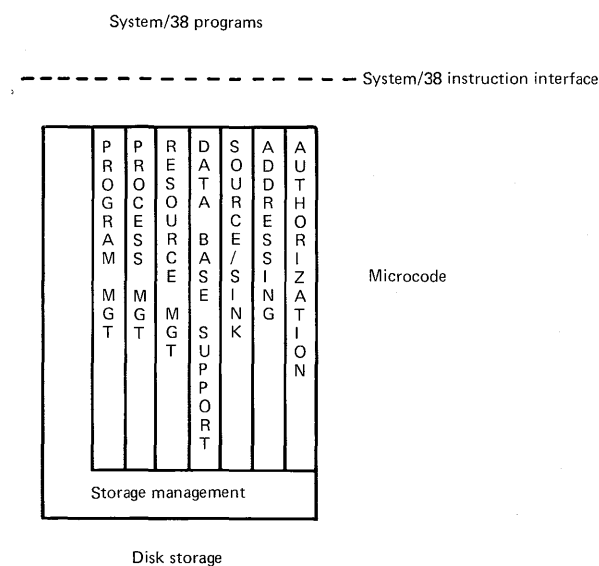 System/38 programs
System/38 instruction interface
PROGRAM MGT
PROCESS MGT
RESOURCE MGT
DATA BASE SUPPORT
SOURCE/SINK
ADDRESSING
AUTHORIZATION
Microcode
Storage management
Disk storage